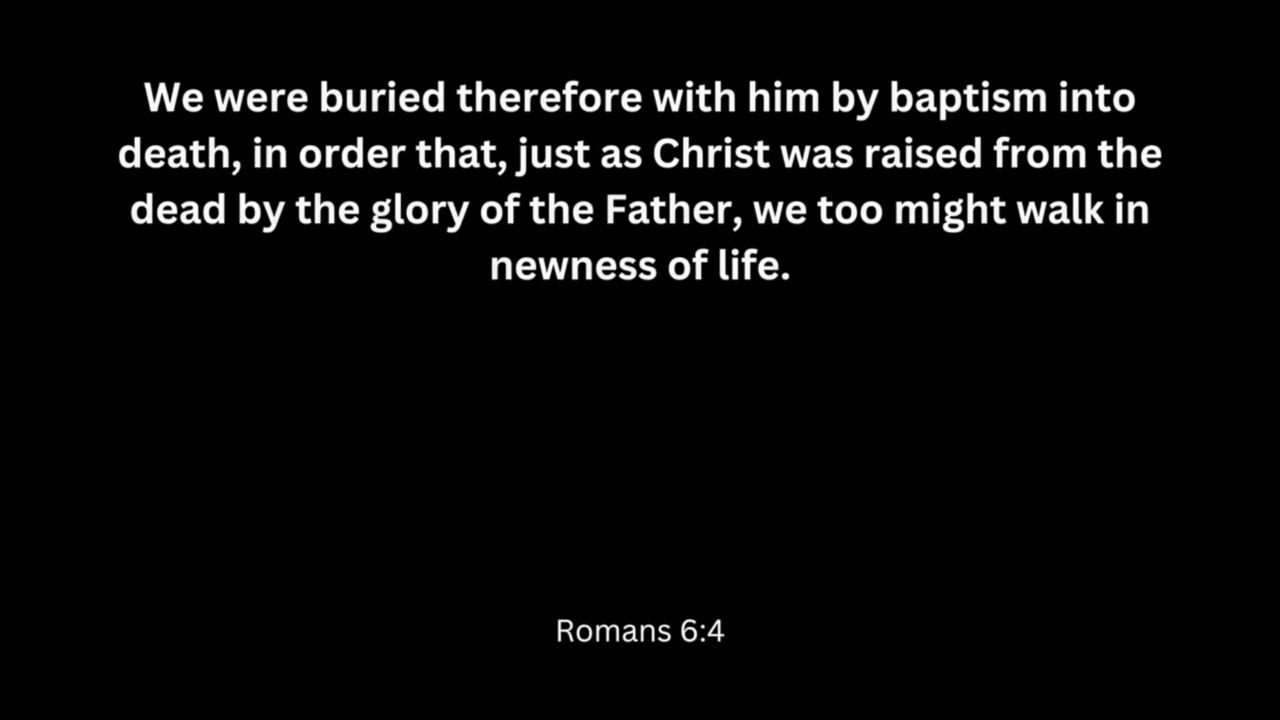 We were buried therefore with him by baptism into
death, in order that, just as Christ was raised from the
dead by the glory of the Father, we too might walk in
newness of life.
Romans 6:4